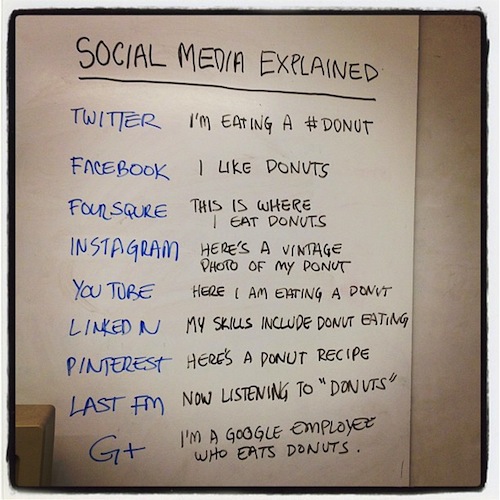 SOCIAL MEDIA EXPLAINED
TWITTER I'M EATING A #DONUT
FACEBOOK I LIKE DONUTS
FOURSQURE THIS IS WHERE
I EAT DONUTS
INSTAGRAM HERE'S A VINTAGE
PHOTO OF MY DONUT
YOU TUBE HERE I AM EATING A DONUT
LINKED IN MY SKILLS INCLUDE DONUT EATING
PINTEREST HERE'S A DONUT RECIPE
LAST FM NOW LISTENING TO "DONUTS"
G+ I'M A GOOGLE EMPLOYEE
WHO EATS DONUTS.